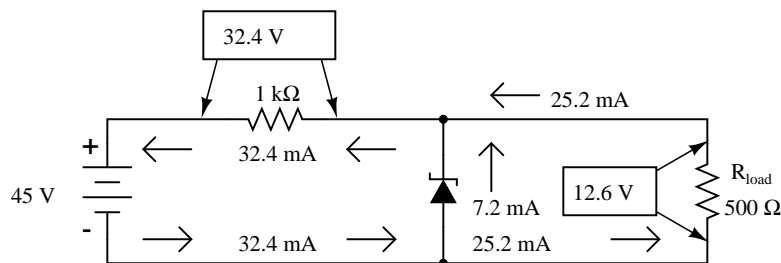 32.4 V
1 kΩ
25.2 mA
+
32.4 mA
45 V
12.6 V
R_load
7.2 mA
500 Ω
-
32.4 mA
25.2 mA